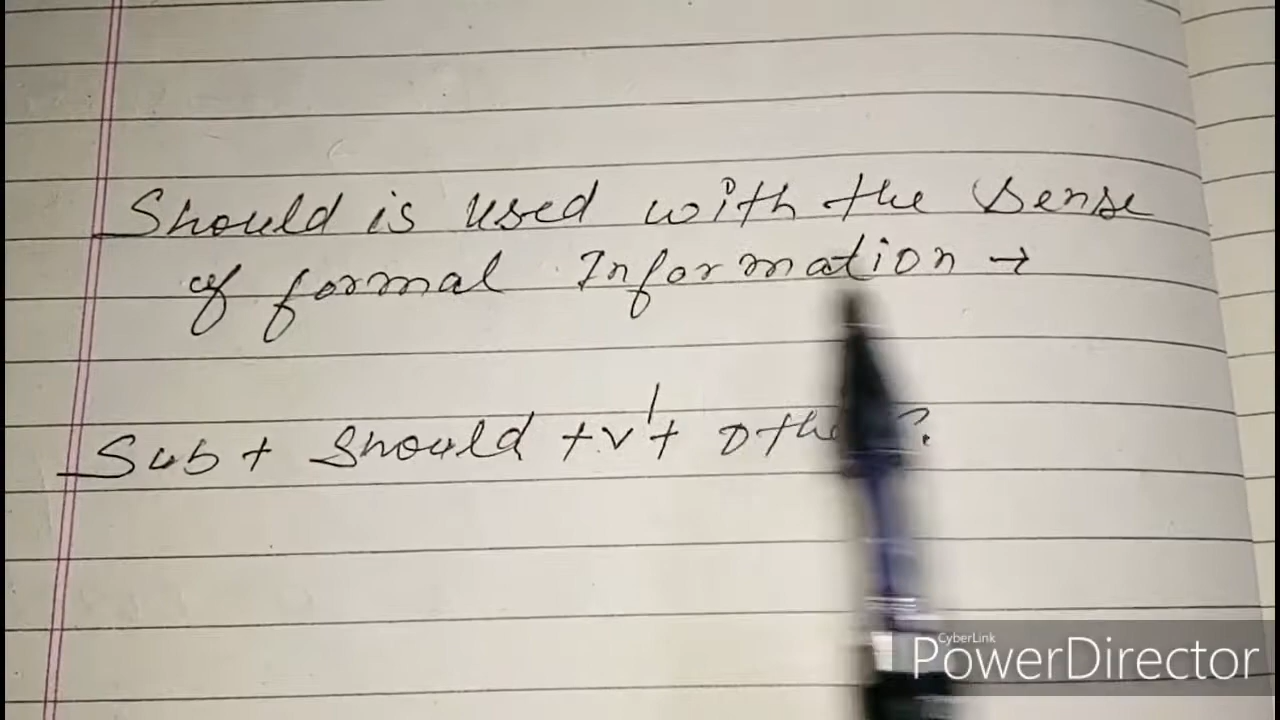 Should is used with the sense
of formal Information →
Sub + Should + V¹ + othe ?
CyberLink
PowerDirector